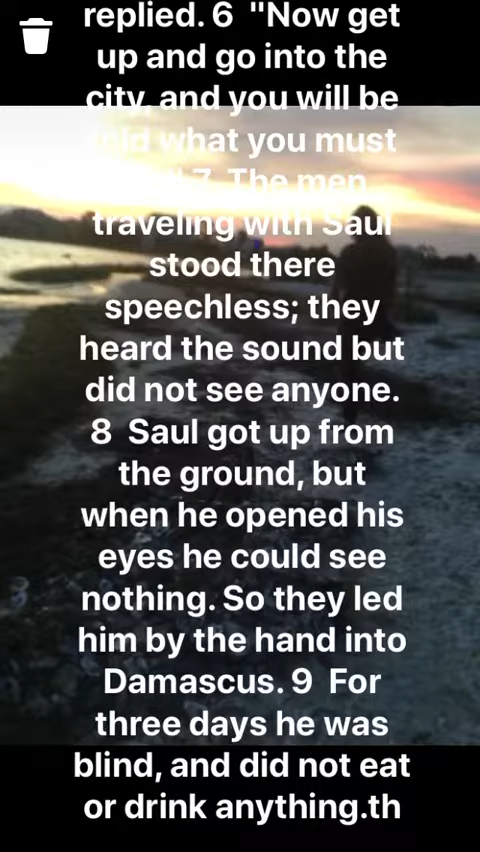 replied. 6  "Now get
up and go into the
city, and you will be
told what you must
7  The men
traveling with Saul
stood there
speechless; they
heard the sound but
did not see anyone.
8  Saul got up from
the ground, but
when he opened his
eyes he could see
nothing. So they led
him by the hand into
Damascus. 9  For
three days he was
blind, and did not eat
or drink anything.th